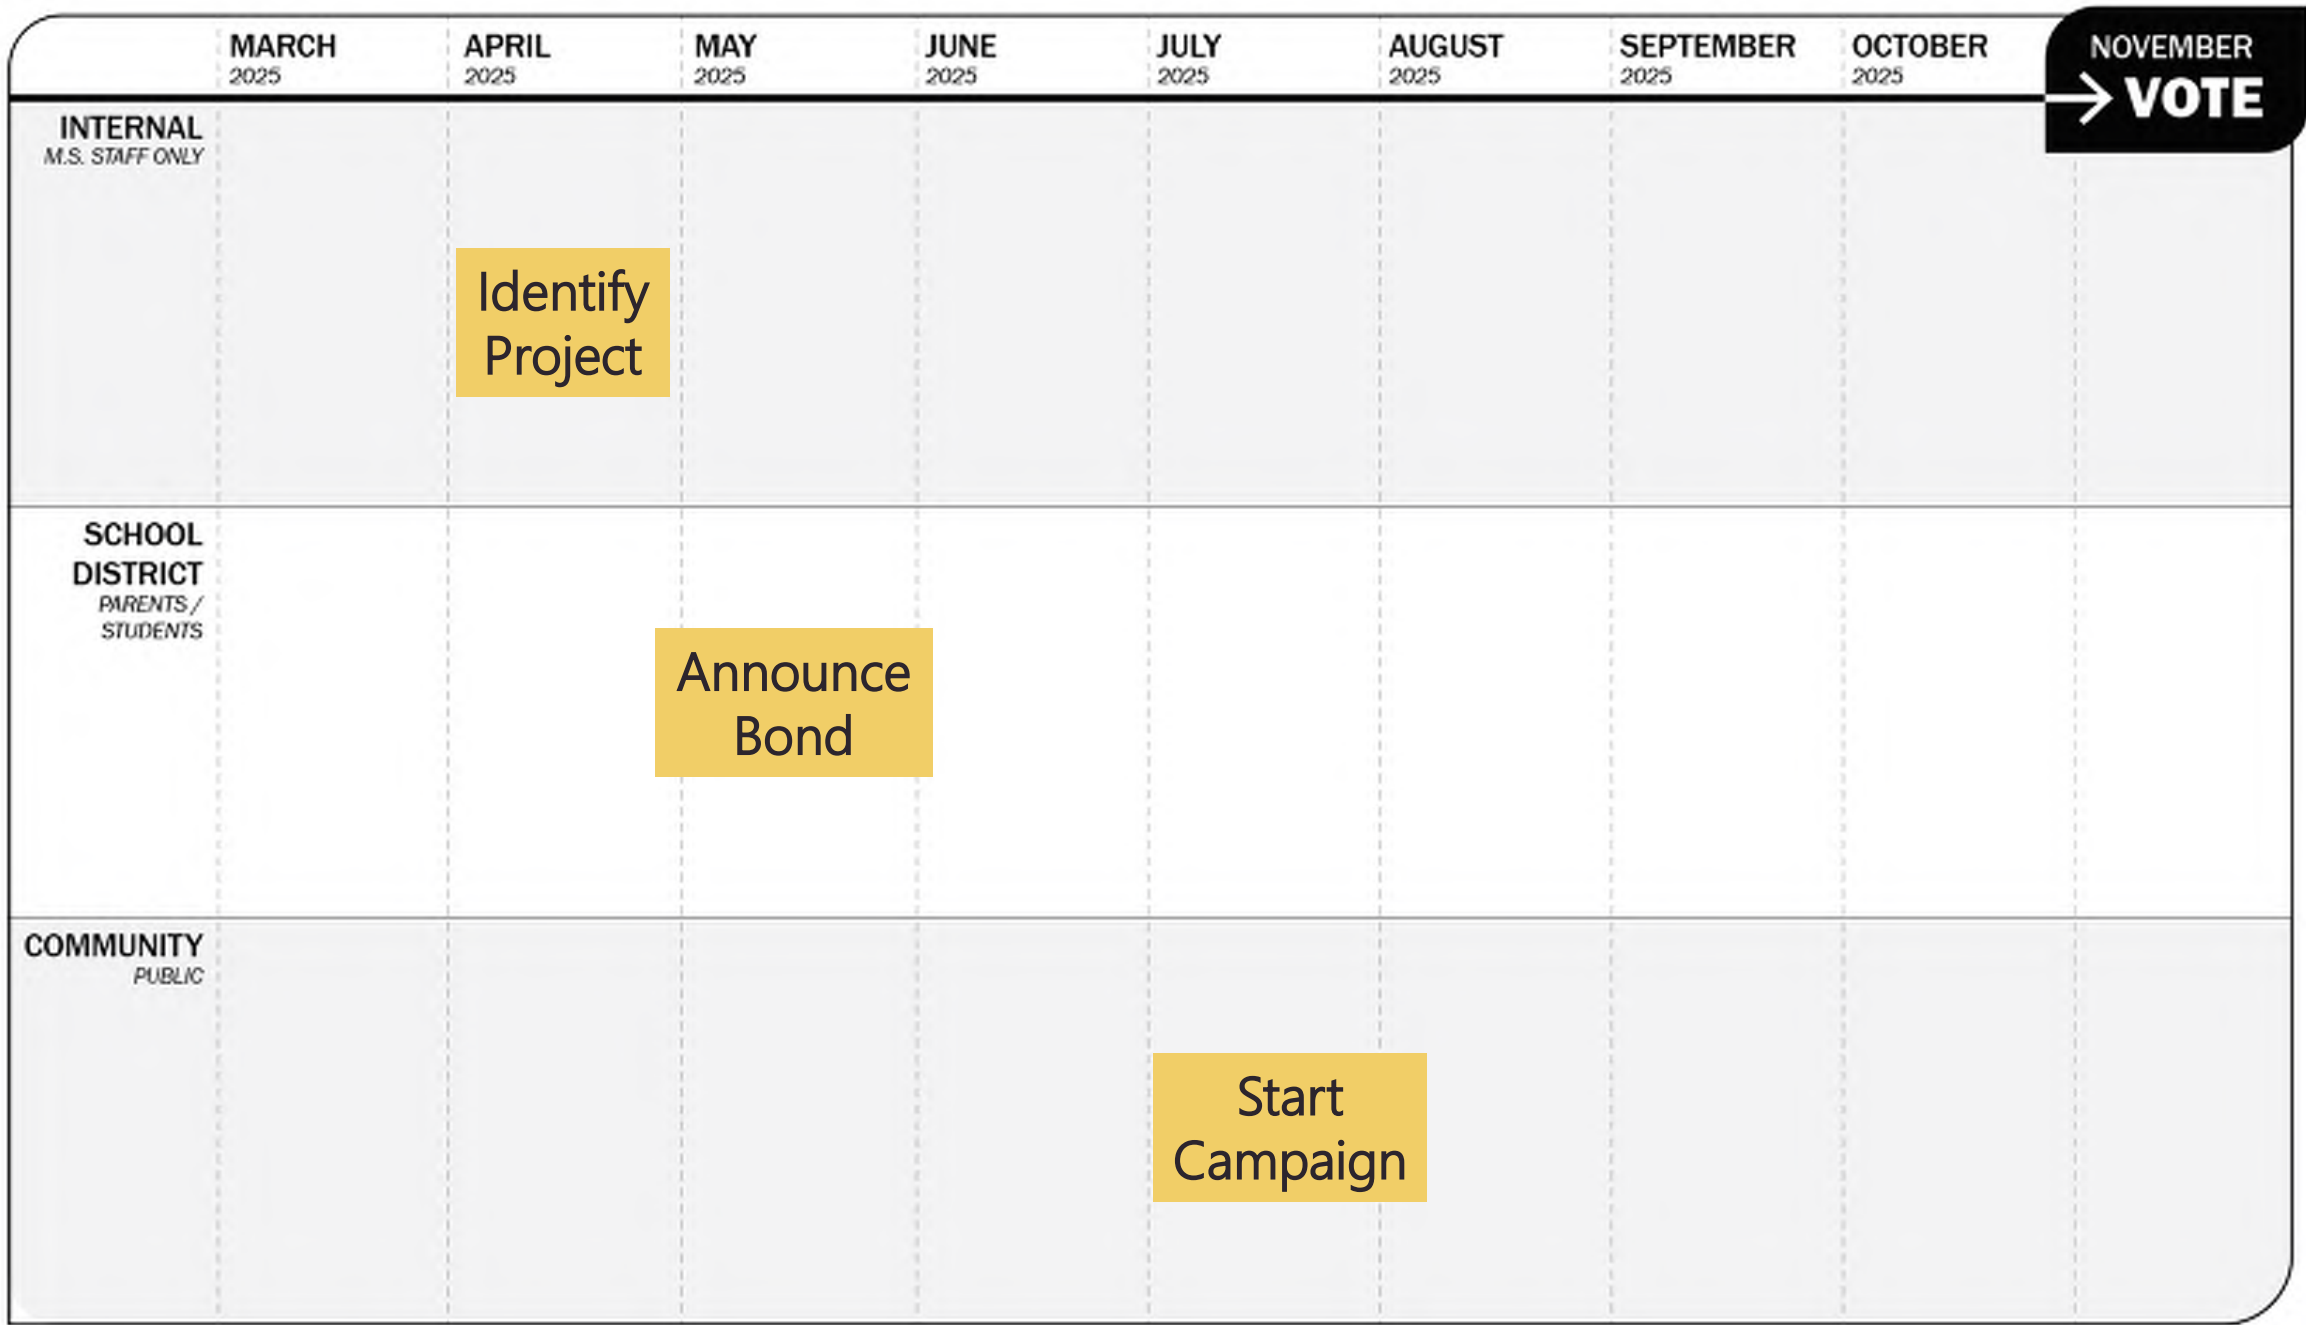 MARCH
2025
APRIL
2025
MAY
2025
JUNE
2025
JULY
2025
AUGUST
2025
SEPTEMBER
2025
OCTOBER
2025
NOVEMBER
→ VOTE
INTERNAL
M.S. STAFF ONLY
Identify
Project
SCHOOL
DISTRICT
PARENTS /
STUDENTS
Announce
Bond
COMMUNITY
PUBLIC
Start
Campaign